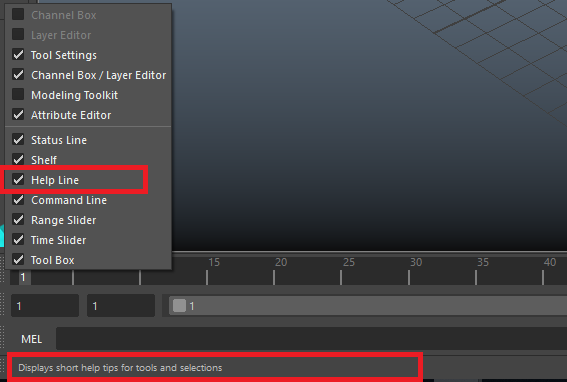 Channel Box
Layer Editor
Tool Settings
Channel Box / Layer Editor
Modeling Toolkit
Attribute Editor
Status Line
Shelf
Help Line
Command Line
Range Slider
Time Slider
Tool Box
1 15 20 25 30 35 40
1 1 1
MEL
Displays short help tips for tools and selections